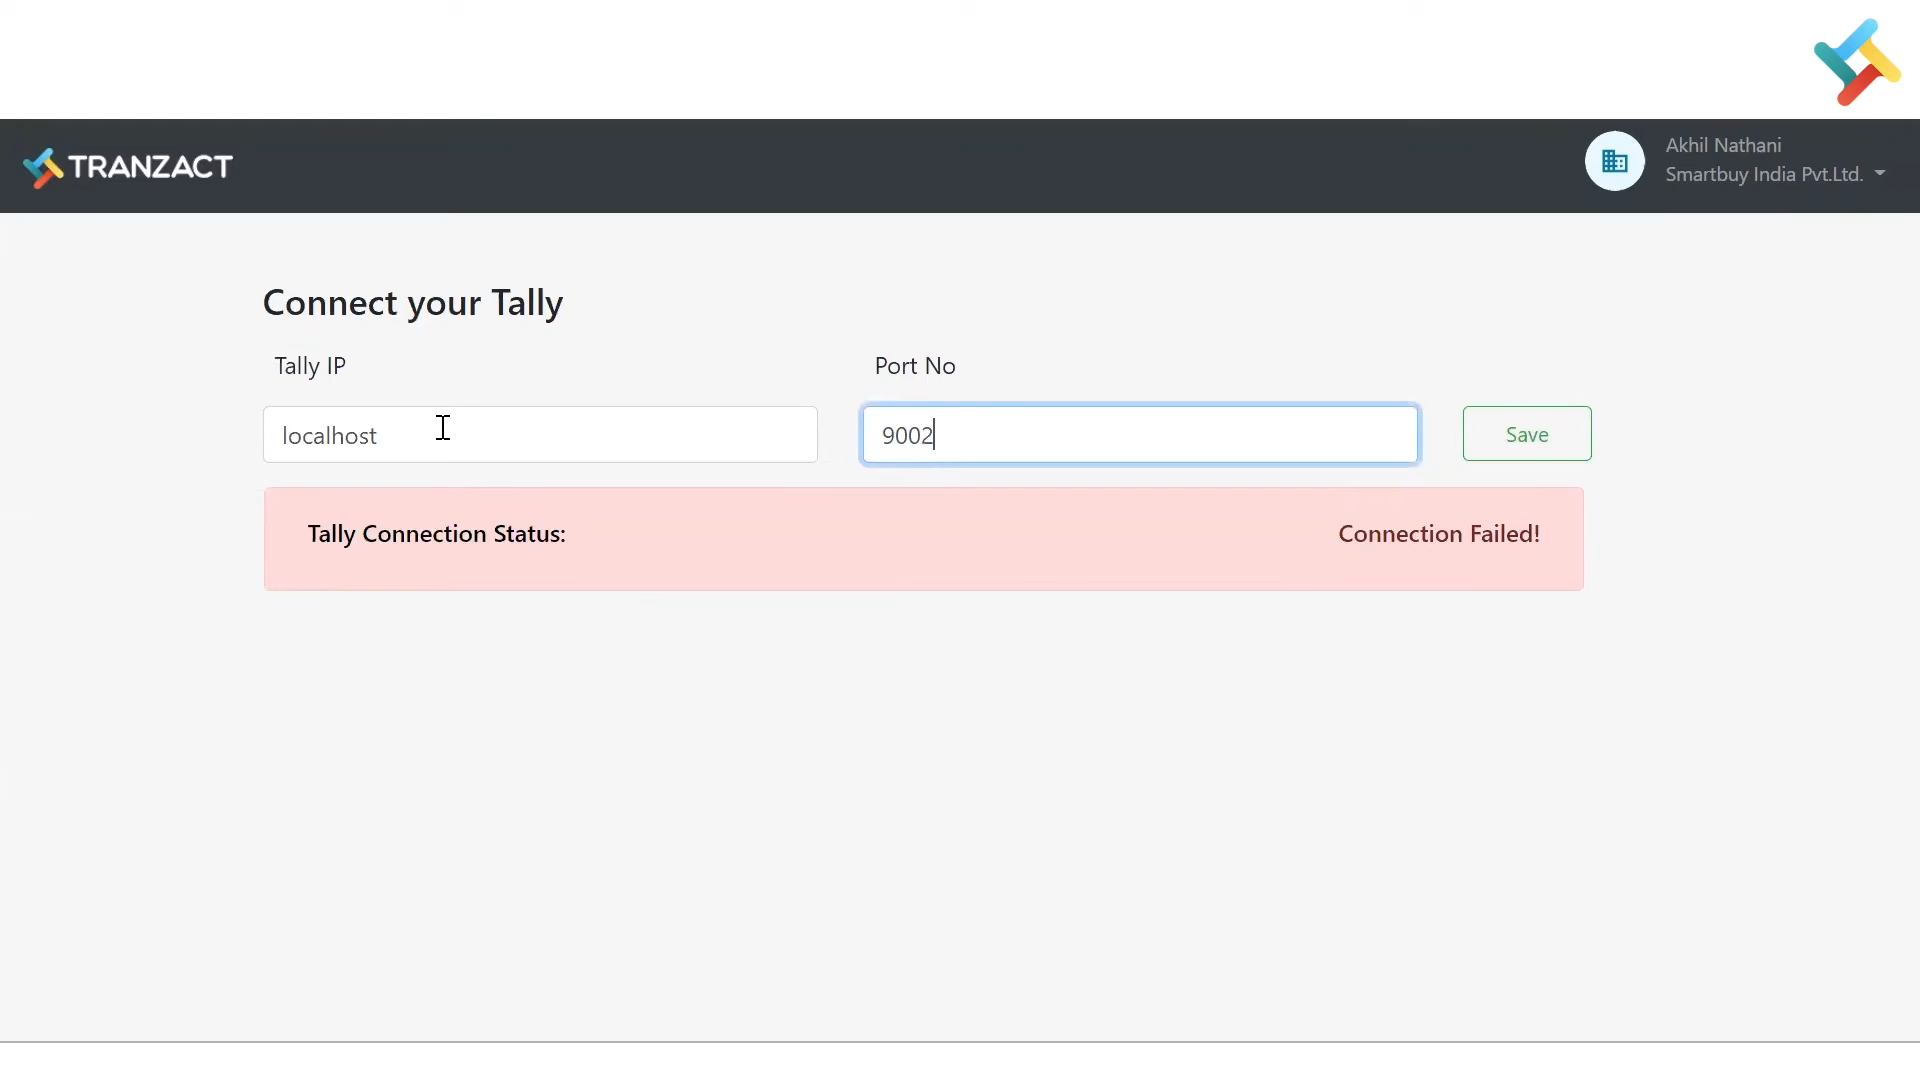 TRANZACT
Akhil Nathani
Smartbuy India Pvt.Ltd.
Connect your Tally
Tally IP
Port No
localhost
9002
Save
Tally Connection Status:
Connection Failed!